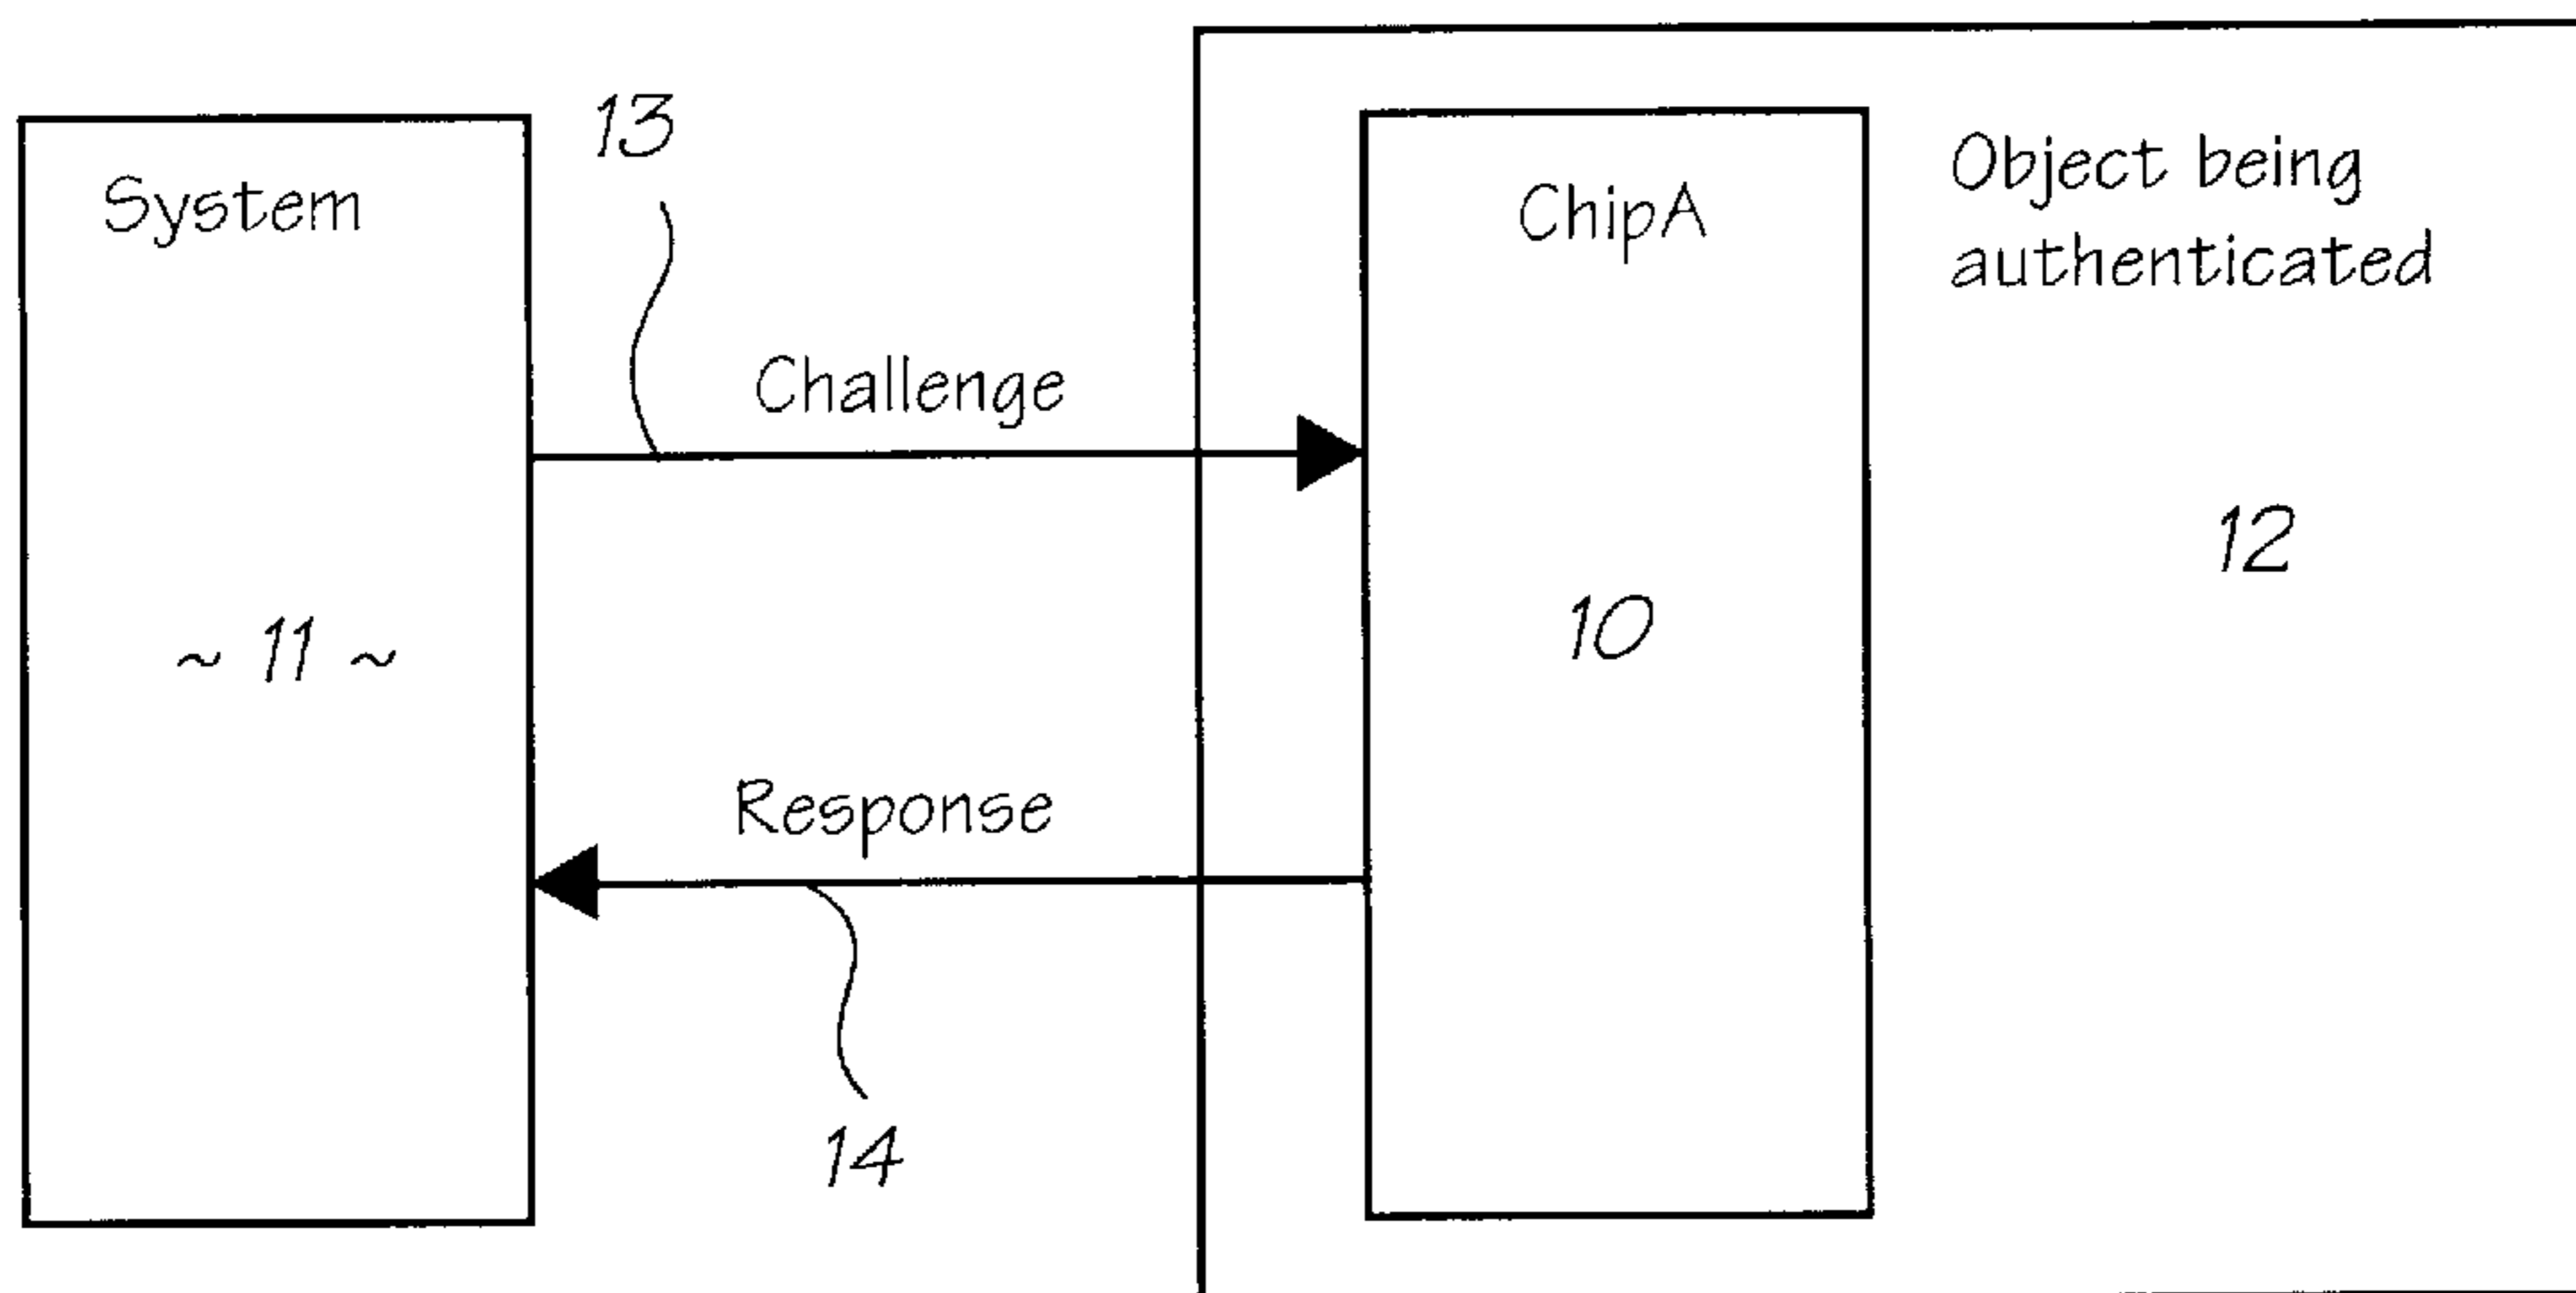 System
~ 11 ~
13
Challenge
Response
14
ChipA
10
Object being
authenticated
12